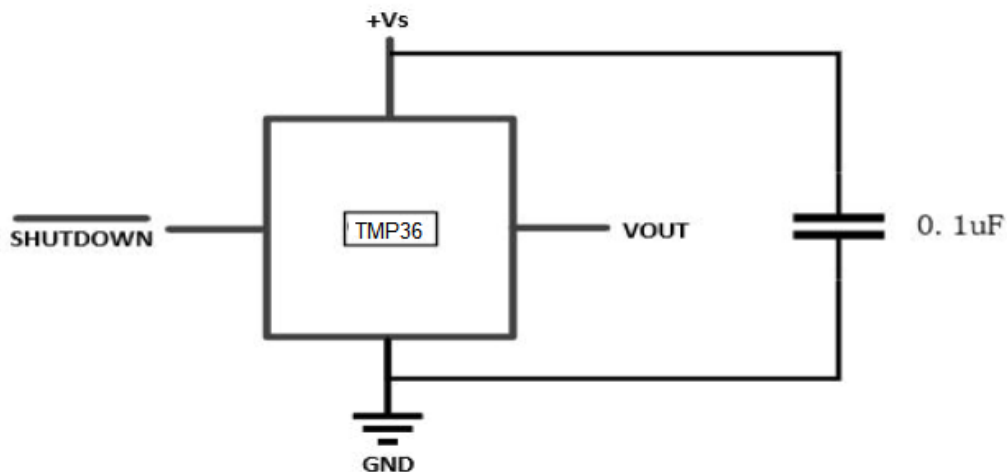 +Vs
TMP36
SHUTDOWN
VOUT
0. 1uF
GND